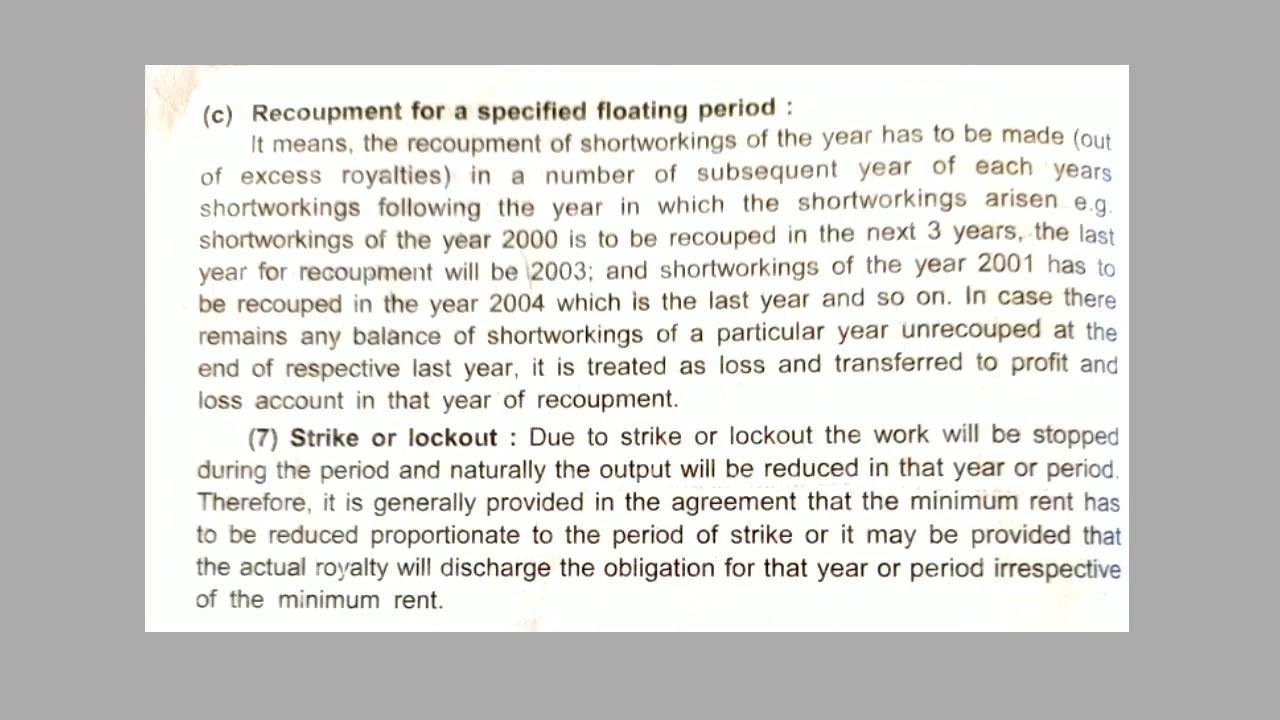 (c) Recoupment for a specified floating period :
It means, the recoupment of shortworkings of the year has to be made (out
of excess royalties) in a number of subsequent year of each years
shortworkings following the year in which the shortworkings arisen e.g.
shortworkings of the year 2000 is to be recouped in the next 3 years, the last
year for recoupment will be 2003; and shortworkings of the year 2001 has to
be recouped in the year 2004 which is the last year and so on. In case there
remains any balance of shortworkings of a particular year unrecouped at the
end of respective last year, it is treated as loss and transferred to profit and
loss account in that year of recoupment.
(7) Strike or lockout : Due to strike or lockout the work will be stopped
during the period and naturally the output will be reduced in that year or period.
Therefore, it is generally provided in the agreement that the minimum rent has
to be reduced proportionate to the period of strike or it may be provided that
the actual royalty will discharge the obligation for that year or period irrespective
of the minimum rent.